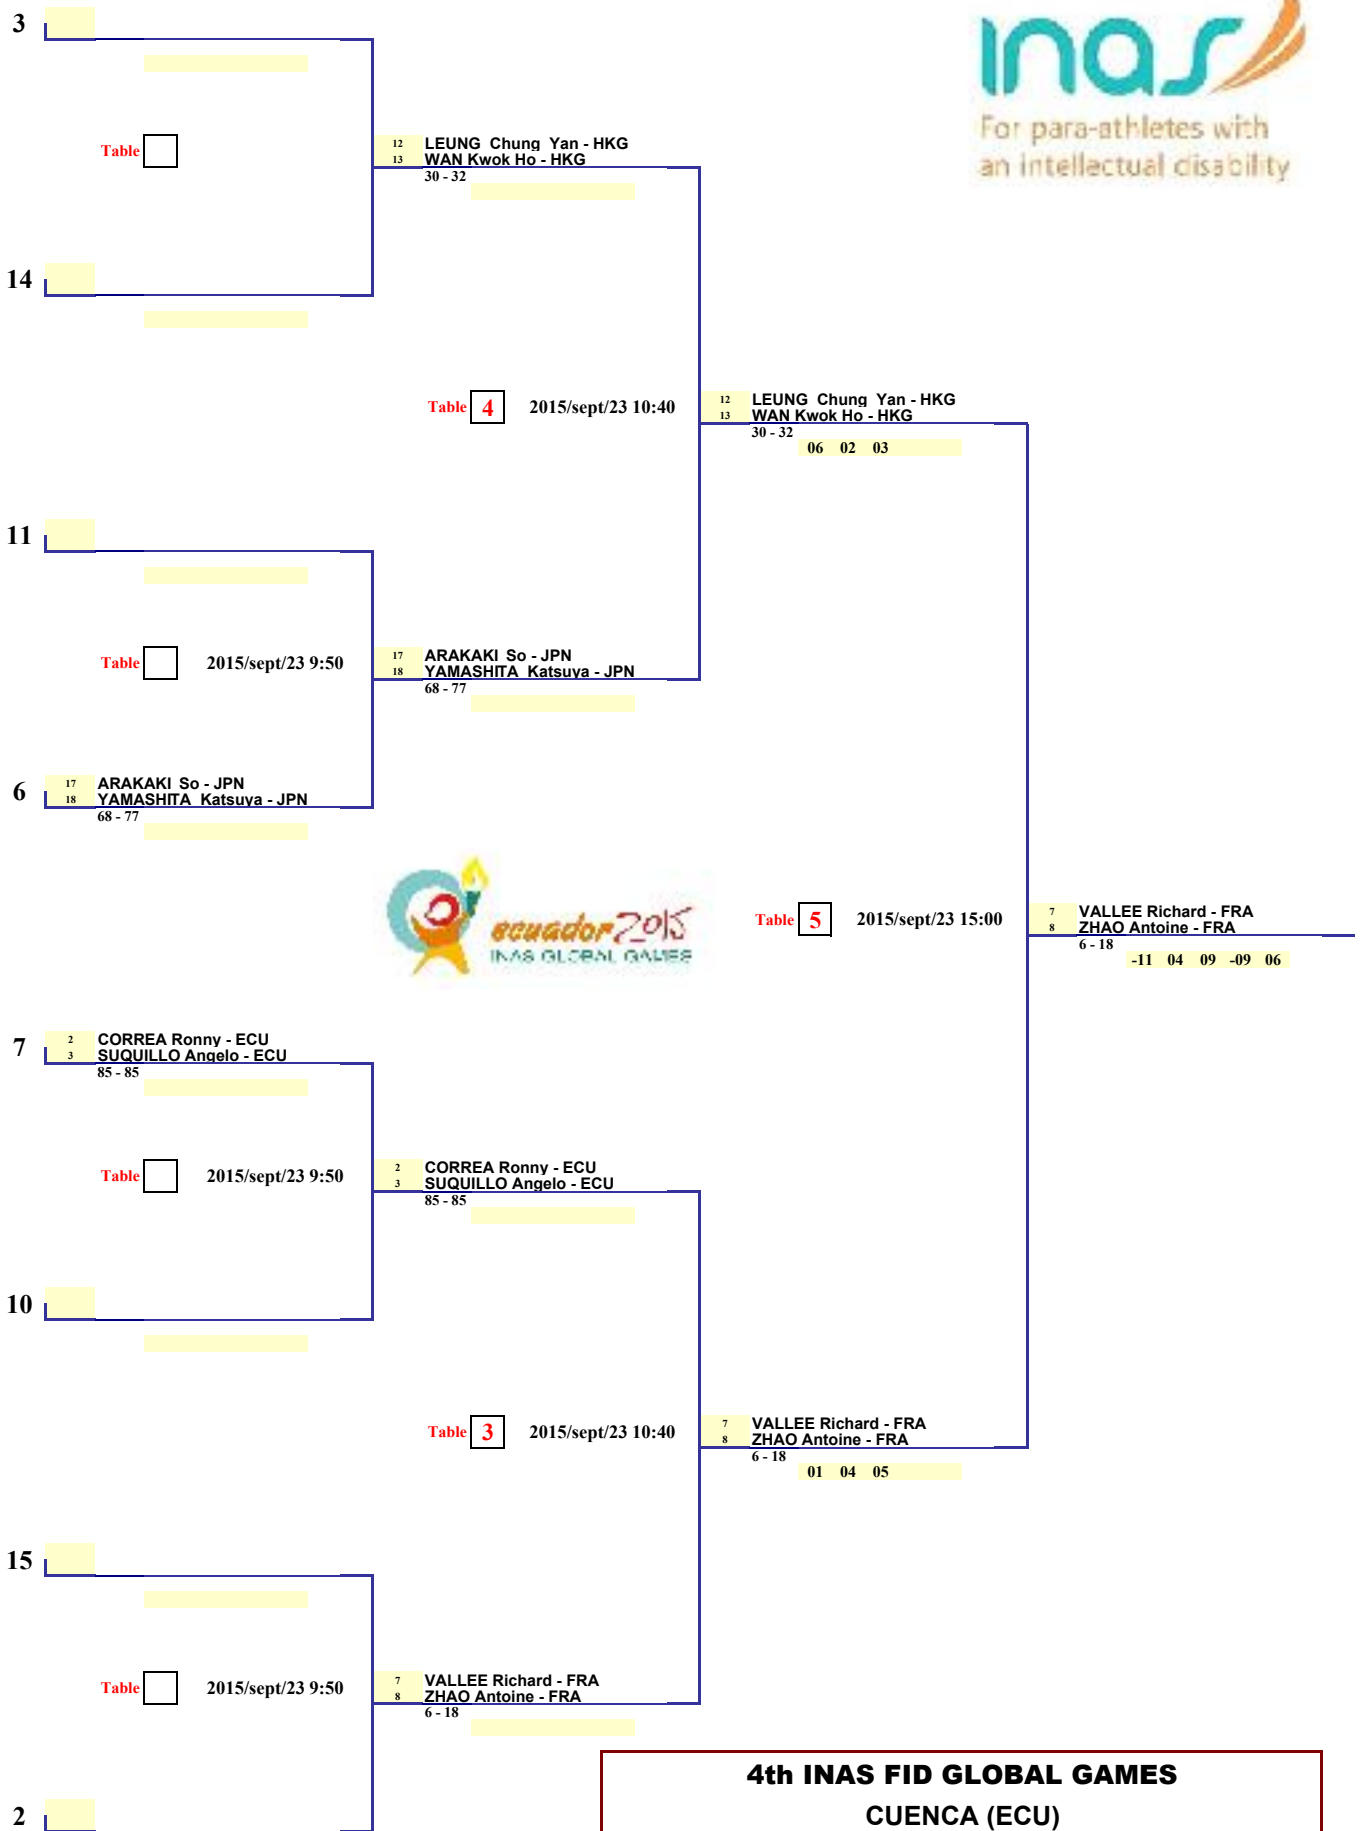 3
inas
For para-athletes with
an intellectual disability
Table
12 LEUNG Chung Yan - HKG
13 WAN Kwok Ho - HKG
30 - 32
14
Table 4 2015/sept/23 10:40
12 LEUNG Chung Yan - HKG
13 WAN Kwok Ho - HKG
30 - 32
06 02 03
11
Table 2015/sept/23 9:50
17 ARAKAKI So - JPN
18 YAMASHITA Katsuya - JPN
68 - 77
6
17 ARAKAKI So - JPN
18 YAMASHITA Katsuya - JPN
68 - 77
ecuador 2015
INAS GLOBAL GAMES
Table 5 2015/sept/23 15:00
7 VALLEE Richard - FRA
8 ZHAO Antoine - FRA
6 - 18
-11 04 09 -09 06
7
2 CORREA Ronny - ECU
3 SUQUILLO Angelo - ECU
85 - 85
Table 2015/sept/23 9:50
2 CORREA Ronny - ECU
3 SUQUILLO Angelo - ECU
85 - 85
10
Table 3 2015/sept/23 10:40
7 VALLEE Richard - FRA
8 ZHAO Antoine - FRA
6 - 18
01 04 05
15
Table 2015/sept/23 9:50
7 VALLEE Richard - FRA
8 ZHAO Antoine - FRA
6 - 18
4th INAS FID GLOBAL GAMES
CUENCA (ECU)
2